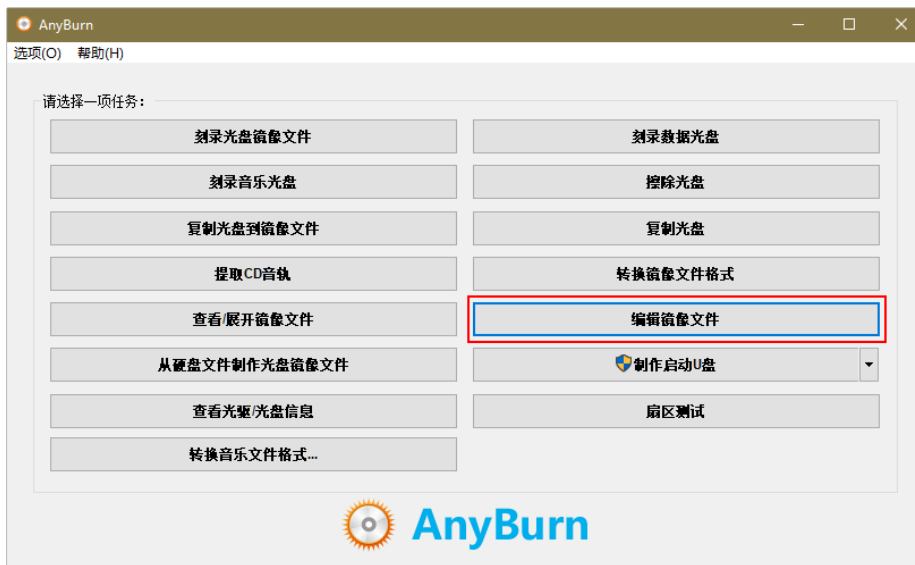 AnyBurn
选项(O) 帮助(H)
请选择一项任务:
刻录光盘镜像文件 刻录数据光盘
刻录音乐光盘 擦除光盘
复制光盘到镜像文件 复制光盘
提取CD音轨 转换镜像文件格式
查看/展开镜像文件 编辑镜像文件
从硬盘文件制作光盘镜像文件 制作启动U盘
查看光驱/光盘信息 扇区测试
转换音乐文件格式...
AnyBurn